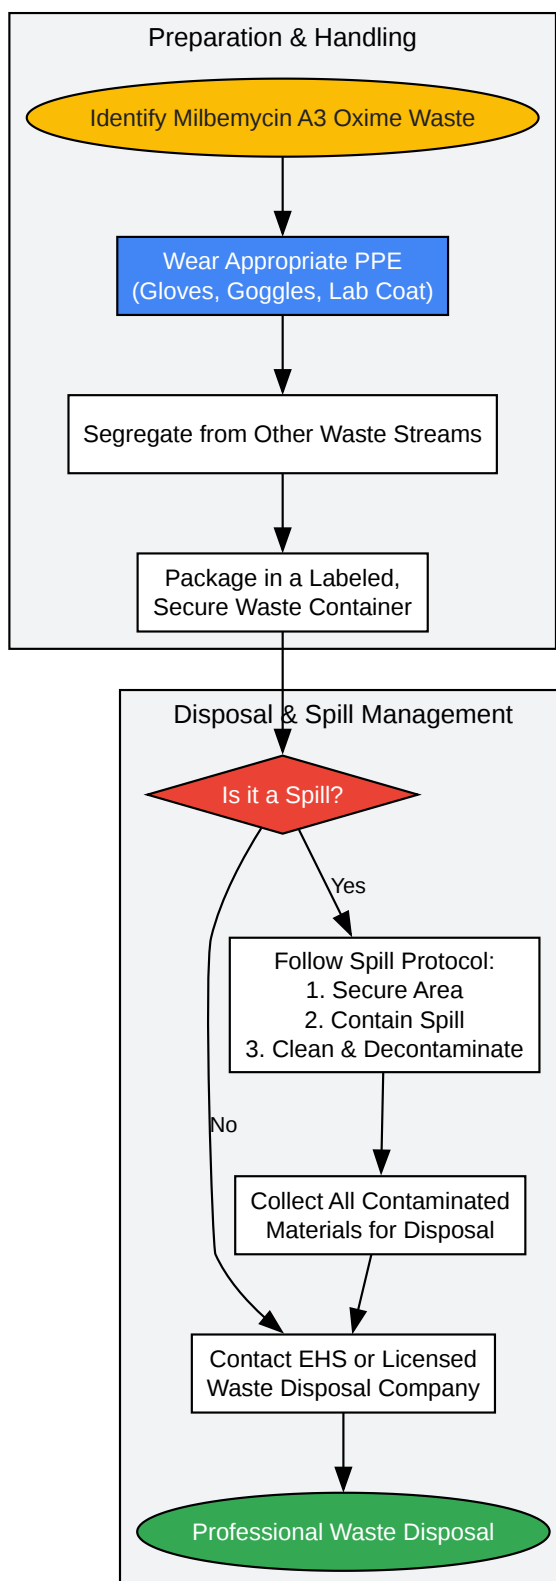 Preparation & Handling
Identify Milbemycin A3 Oxime Waste
Wear Appropriate PPE
(Gloves, Goggles, Lab Coat)
Segregate from Other Waste Streams
Package in a Labeled,
Secure Waste Container
Disposal & Spill Management
Is it a Spill?
Yes
Follow Spill Protocol:
1. Secure Area
2. Contain Spill
3. Clean & Decontaminate
No
Collect All Contaminated
Materials for Disposal
Contact EHS or Licensed
Waste Disposal Company
Professional Waste Disposal